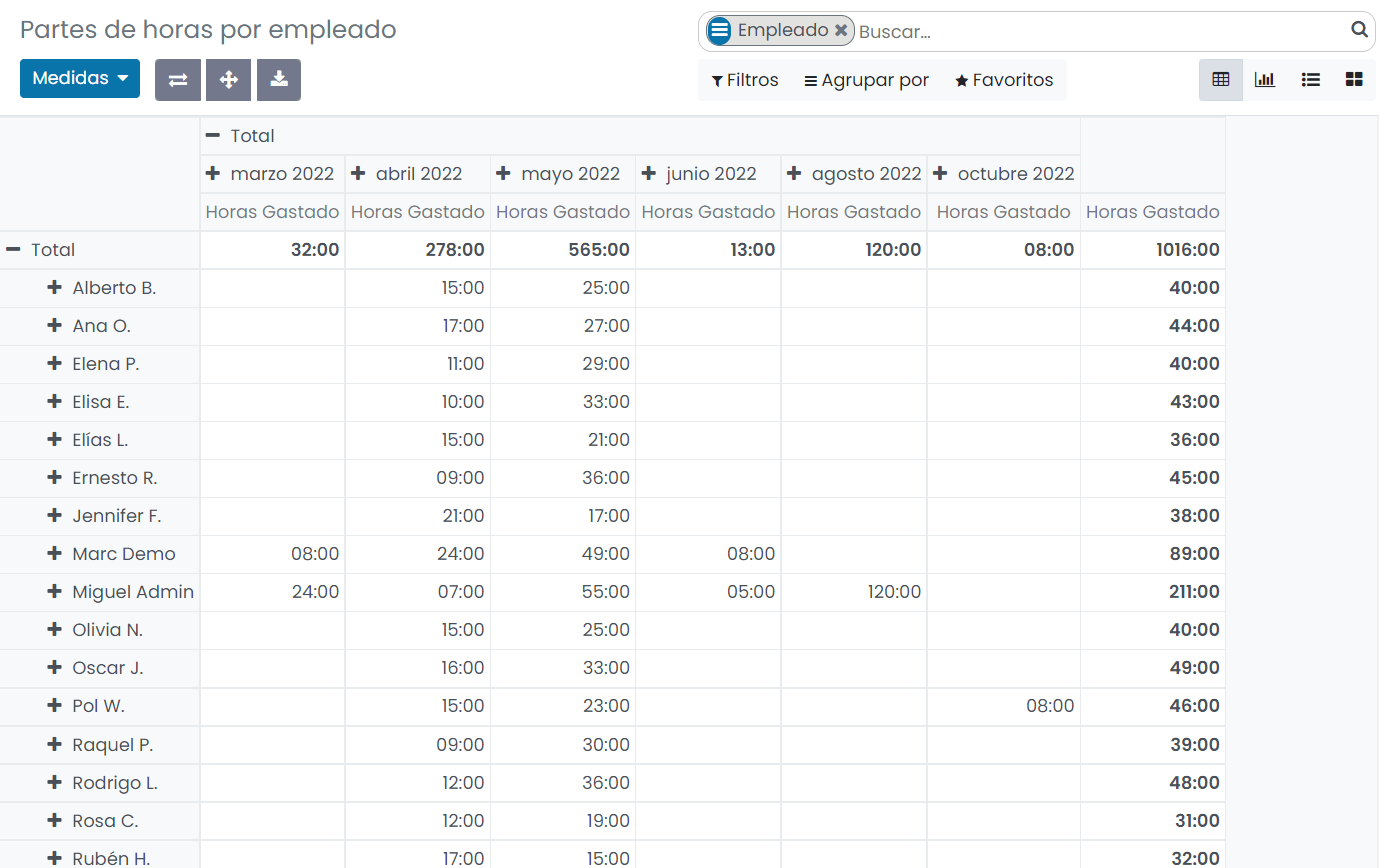 Partes de horas por empleado
Empleado Buscar...
Medidas
Filtros Agrupar por Favoritos
Total
marzo 2022 abril 2022 mayo 2022 junio 2022 agosto 2022 octubre 2022
Horas Gastado Horas Gastado Horas Gastado Horas Gastado Horas Gastado Horas Gastado Horas Gastado
Total 32:00 278:00 565:00 13:00 120:00 08:00 1016:00
Alberto B. 15:00 25:00 40:00
Ana O. 17:00 27:00 44:00
Elena P. 11:00 29:00 40:00
Elisa E. 10:00 33:00 43:00
Elías L. 15:00 21:00 36:00
Ernesto R. 09:00 36:00 45:00
Jennifer F. 21:00 17:00 38:00
Marc Demo 08:00 24:00 49:00 08:00 89:00
Miguel Admin 24:00 07:00 55:00 05:00 120:00 211:00
Olivia N. 15:00 25:00 40:00
Oscar J. 16:00 33:00 49:00
Pol W. 15:00 23:00 08:00 46:00
Raquel P. 09:00 30:00 39:00
Rodrigo L. 12:00 36:00 48:00
Rosa C. 12:00 19:00 31:00
Rubén H. 17:00 15:00 32:00